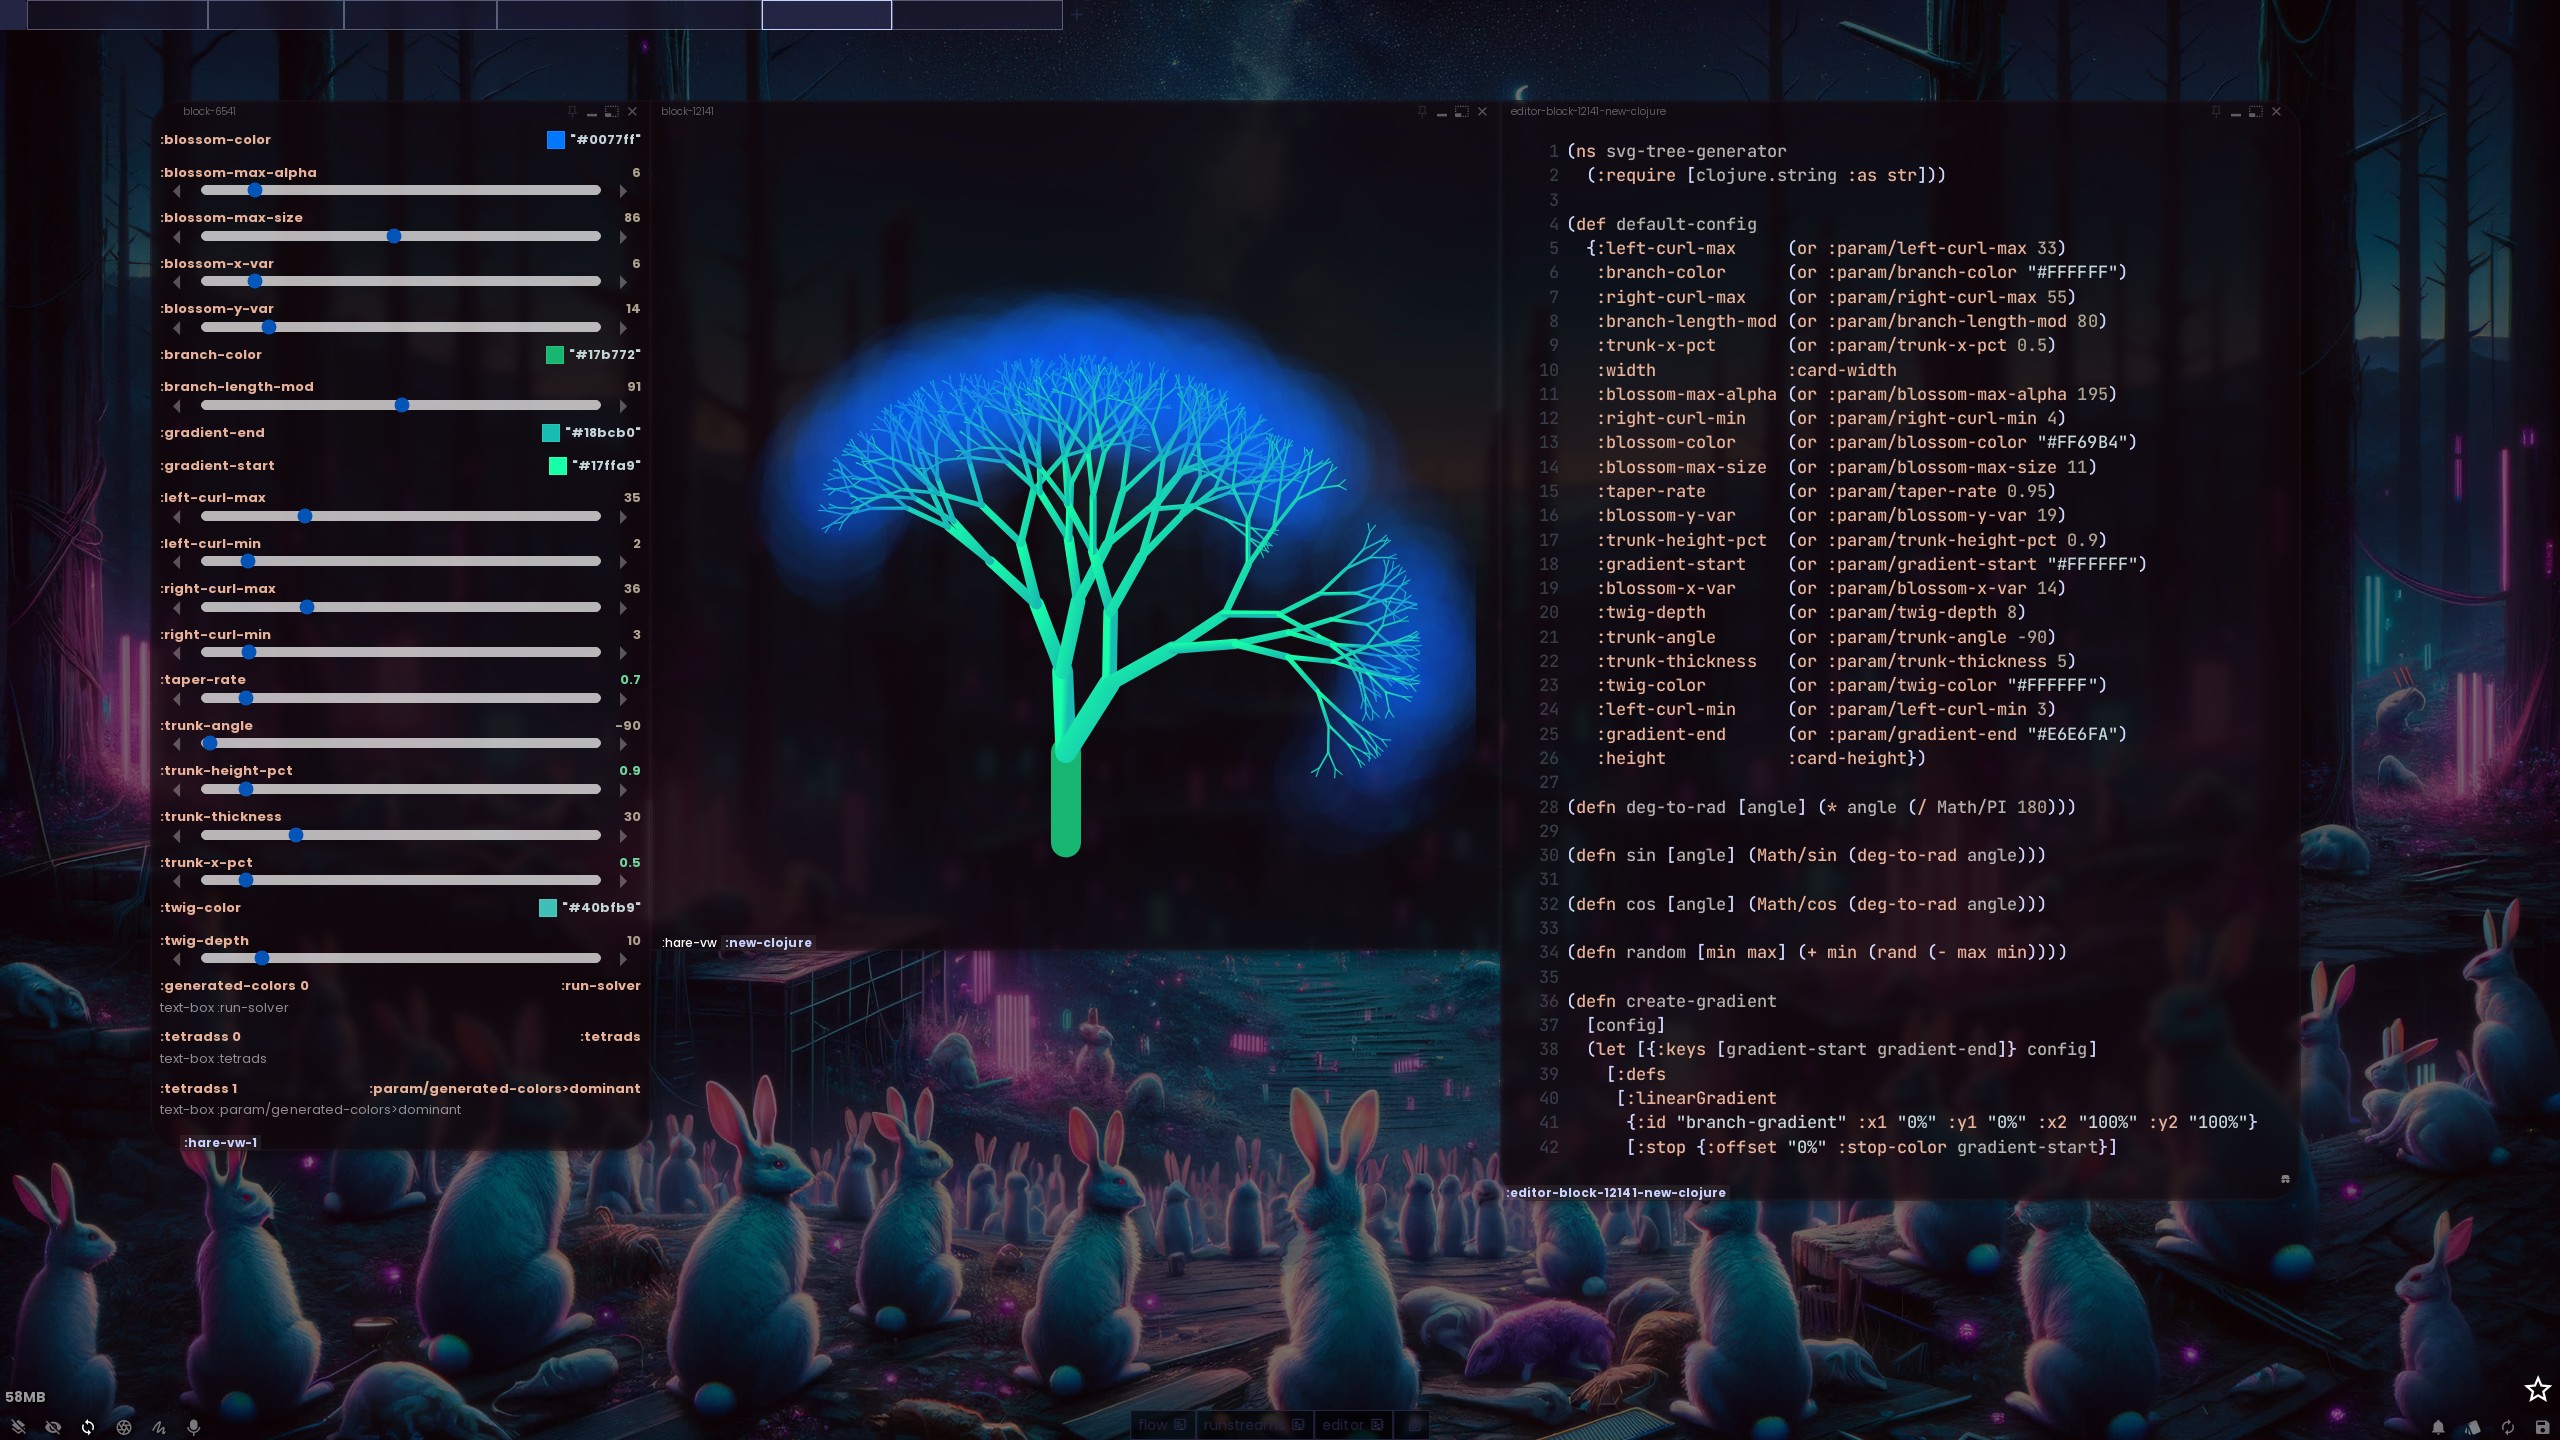 block-6541
:blossom-color "#0077ff"
:blossom-max-alpha 6
:blossom-max-size 86
:blossom-x-var 6
:blossom-y-var 14
:branch-color "#17b772"
:branch-length-mod 91
:gradient-end "#18bcb0"
:gradient-start "#17ffa9"
:left-curl-max 35
:left-curl-min 2
:right-curl-max 36
:right-curl-min 3
:taper-rate 0.7
:trunk-angle -90
:trunk-height-pct 0.9
:trunk-thickness 30
:trunk-x-pct 0.5
:twig-color "#40bfb9"
:twig-depth 10
:generated-colors 0 :run-solver
text-box :run-solver
:tetradss 0 :tetrads
text-box :tetrads
:tetradss 1 :param/generated-colors>dominant
text-box :param/generated-colors>dominant
:hare-vw-1
block-12141
:hare-vw :new-clojure
editor-block-12141-new-clojure
1 (ns svg-tree-generator
2 (:require [clojure.string :as str]))
3
4 (def default-config
5 {:left-curl-max (or :param/left-curl-max 33)
6 :branch-color (or :param/branch-color "#FFFFFF")
7 :right-curl-max (or :param/right-curl-max 55)
8 :branch-length-mod (or :param/branch-length-mod 80)
9 :trunk-x-pct (or :param/trunk-x-pct 0.5)
10 :width :card-width
11 :blossom-max-alpha (or :param/blossom-max-alpha 195)
12 :right-curl-min (or :param/right-curl-min 4)
13 :blossom-color (or :param/blossom-color "#FF69B4")
14 :blossom-max-size (or :param/blossom-max-size 11)
15 :taper-rate (or :param/taper-rate 0.95)
16 :blossom-y-var (or :param/blossom-y-var 19)
17 :trunk-height-pct (or :param/trunk-height-pct 0.9)
18 :gradient-start (or :param/gradient-start "#FFFFFF")
19 :blossom-x-var (or :param/blossom-x-var 14)
20 :twig-depth (or :param/twig-depth 8)
21 :trunk-angle (or :param/trunk-angle -90)
22 :trunk-thickness (or :param/trunk-thickness 5)
23 :twig-color (or :param/twig-color "#FFFFFF")
24 :left-curl-min (or :param/left-curl-min 3)
25 :gradient-end (or :param/gradient-end "#E6E6FA")
26 :height :card-height})
27
28 (defn deg-to-rad [angle] (* angle (/ Math/PI 180)))
29
30 (defn sin [angle] (Math/sin (deg-to-rad angle)))
31
32 (defn cos [angle] (Math/cos (deg-to-rad angle)))
33
34 (defn random [min max] (+ min (rand (- max min))))
35
36 (defn create-gradient
37 [config]
38 (let [{:keys [gradient-start gradient-end]} config]
39 [:defs
40 [:linearGradient
41 {:id "branch-gradient" :x1 "0%" :y1 "0%" :x2 "100%" :y2 "100%"}
42 [:stop {:offset "0%" :stop-color gradient-start}]
:editor-block-12141-new-clojure
58MB
flow runstreams editor